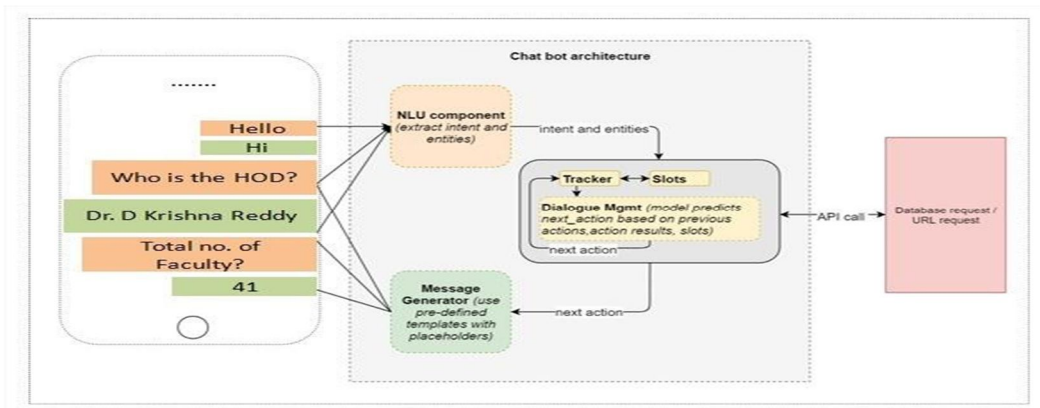 Chat bot architecture
.......
Hello
Hi
Who is the HOD?
Dr. D Krishna Reddy
Total no. of
Faculty?
41
NLU component
(extract intent and
entities)
intent and entities
Tracker
Slots
Dialogue Mgmt (model predicts
next_action based on previous
actions,action results, slots)
next action
API call
Database request /
URL request
Message
Generator (use
pre-defined
templates with
placeholders)
next action